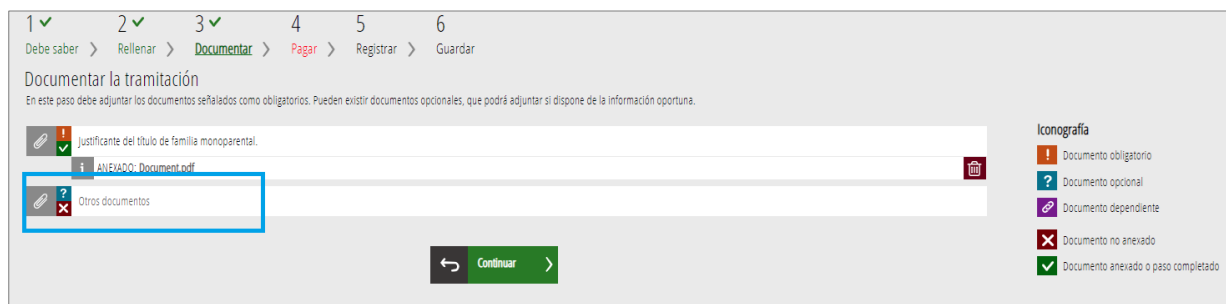 1 2 3 4 5 6
Debe saber Rellenar Documentar Pagar Registrar Guardar
Documentar la tramitación
En este paso debe adjuntar los documentos señalados como obligatorios. Pueden existir documentos opcionales, que podrá adjuntar si dispone de la información oportuna.
Justificante del título de familia monoparental.
i ANEXADO: Document.pdf
? Otros documentos
Continuar
Iconografía
! Documento obligatorio
? Documento opcional
Documento dependiente
Documento no anexado
Documento anexado o paso completado